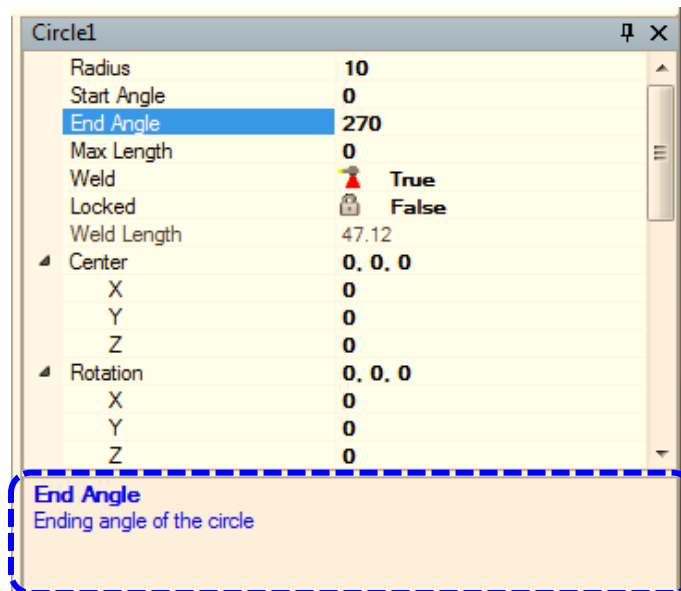 Circle1
Radius 10
Start Angle 0
End Angle 270
Max Length 0
Weld True
Locked False
Weld Length 47.12
Center 0, 0, 0
X 0
Y 0
Z 0
Rotation 0, 0, 0
X 0
Y 0
Z 0
End Angle
Ending angle of the circle